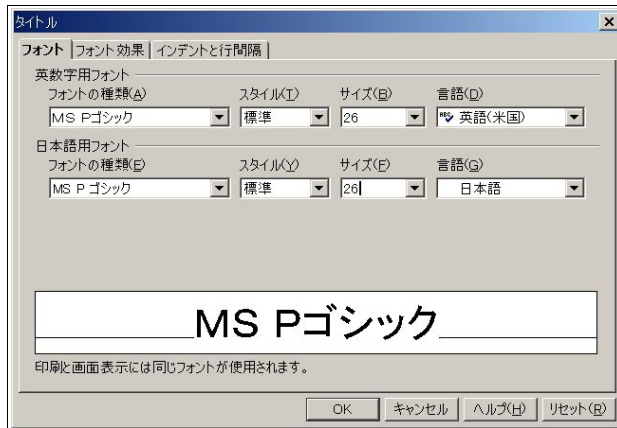 タイトル
フォント フォント効果 インデントと行間隔
英数字用フォント
フォントの種類(A) スタイル(T) サイズ(B) 言語(D)
MS Pゴシック 標準 26 英語(米国)
日本語用フォント
フォントの種類(E) スタイル(Y) サイズ(F) 言語(G)
MS P ゴシック 標準 26 日本語
MS Pゴシック
印刷と画面表示には同じフォントが使用されます。
OK キャンセル ヘルプ(H) リセット(R)